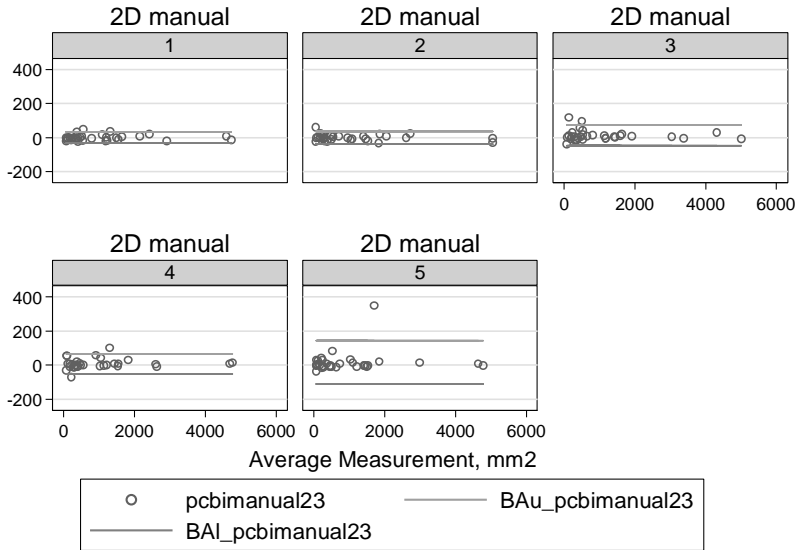 2D manual 2D manual 2D manual
1 2 3
400
200
0
-200
0 2000 4000 6000
2D manual 2D manual
4 5
400
200
0
-200
0 2000 4000 6000 0 2000 4000 6000
Average Measurement, mm2
pcbimanual23 BAu_pcbimanual23
BAl_pcbimanual23